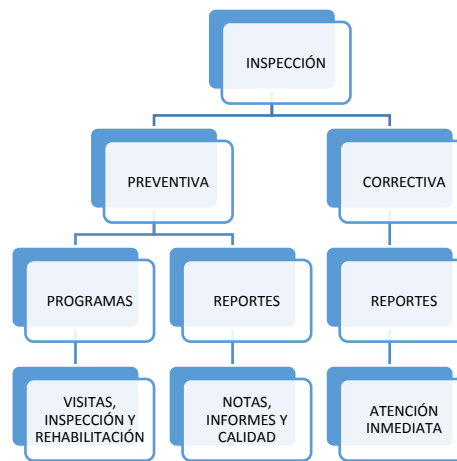 INSPECCIÓN
PREVENTIVA
CORRECTIVA
PROGRAMAS
REPORTES
REPORTES
VISITAS,
INSPECCIÓN Y
REHABILITACIÓN
NOTAS,
INFORMES Y
CALIDAD
ATENCIÓN
INMEDIATA